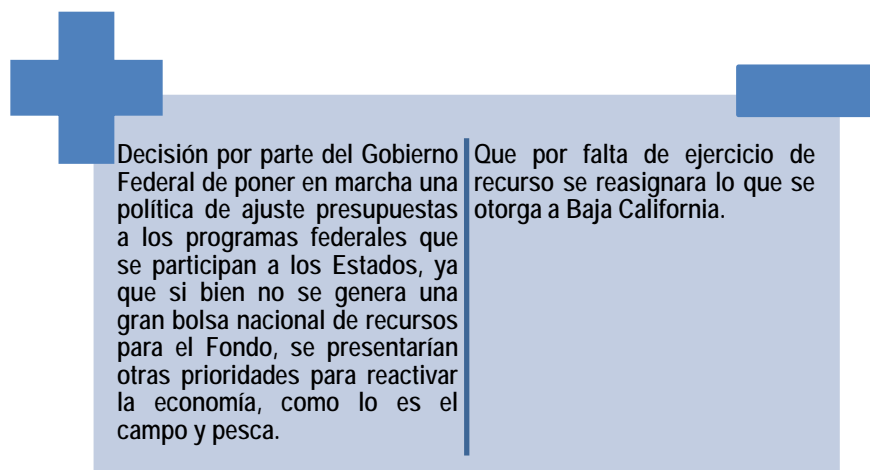 Decisión por parte del Gobierno
Federal de poner en marcha una
política de ajuste presupuestas
a los programas federales que
se participan a los Estados, ya
que si bien no se genera una
gran bolsa nacional de recursos
para el Fondo, se presentarían
otras prioridades para reactivar
la economía, como lo es el
campo y pesca.
Que por falta de ejercicio de
recurso se reasignara lo que se
otorga a Baja California.